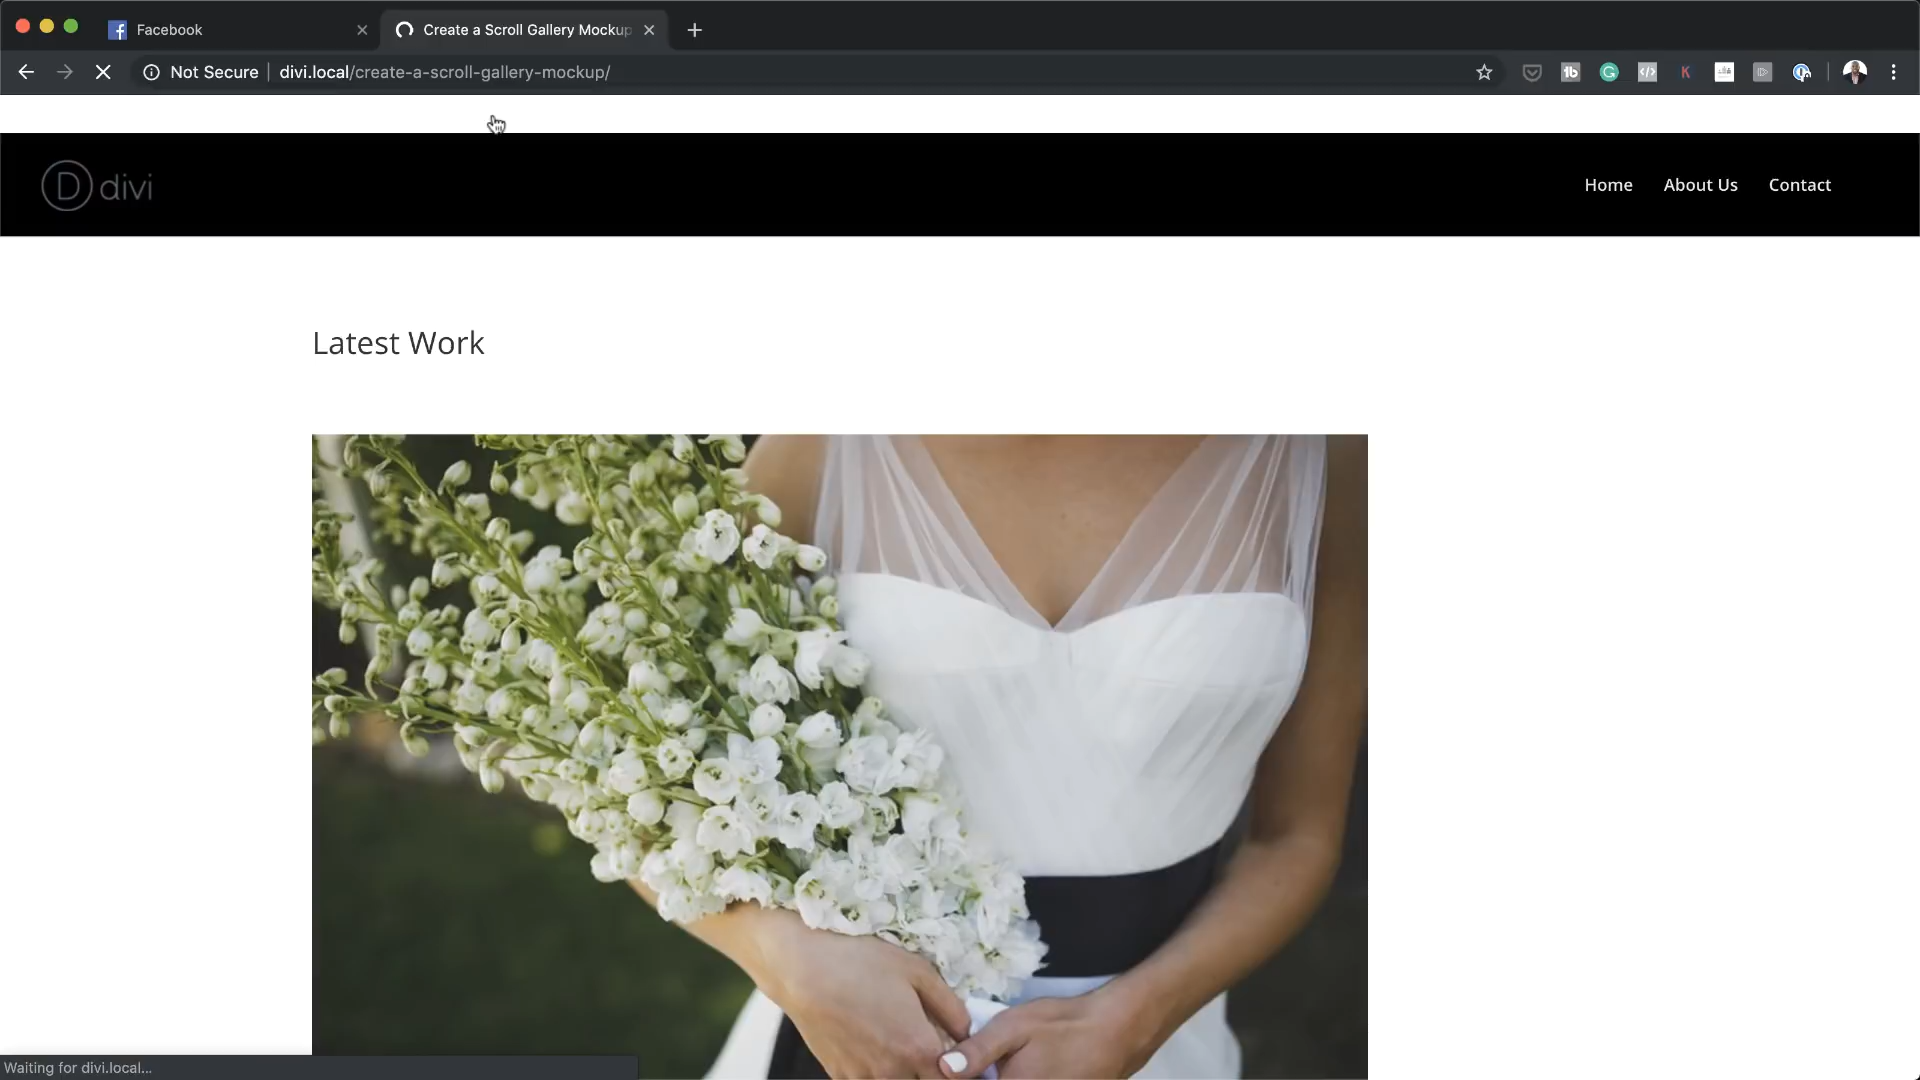 Facebook
Create a Scroll Gallery Mockup
Not Secure
divi.local/create-a-scroll-gallery-mockup/
D divi
Home
About Us
Contact
Latest Work
Waiting for divi.local...